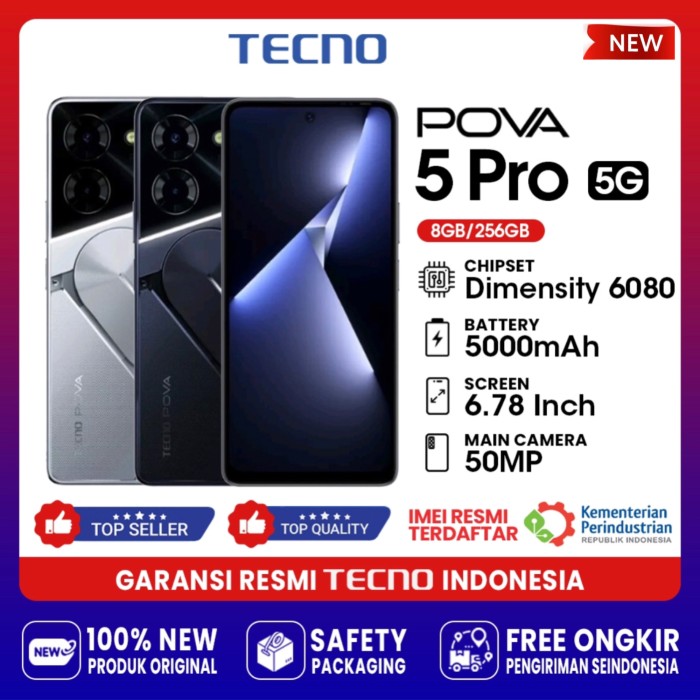 TECNO
NEW
POVA
5 Pro 5G
8GB/256GB
CHIPSET
Dimensity 6080
BATTERY
5000mAh
SCREEN
6.78 Inch
MAIN CAMERA
50MP
TECNO POVA
TECNO POVA
TOP SELLER
TOP QUALITY
IMEI RESMI
TERDAFTAR
Kementerian
Perindustrian
REPUBLIK INDONESIA
GARANSI RESMI TECNO INDONESIA
NEW
100% NEW
PRODUK ORIGINAL
SAFETY
PACKAGING
FREE ONGKIR
PENGIRIMAN SEINDONESIA